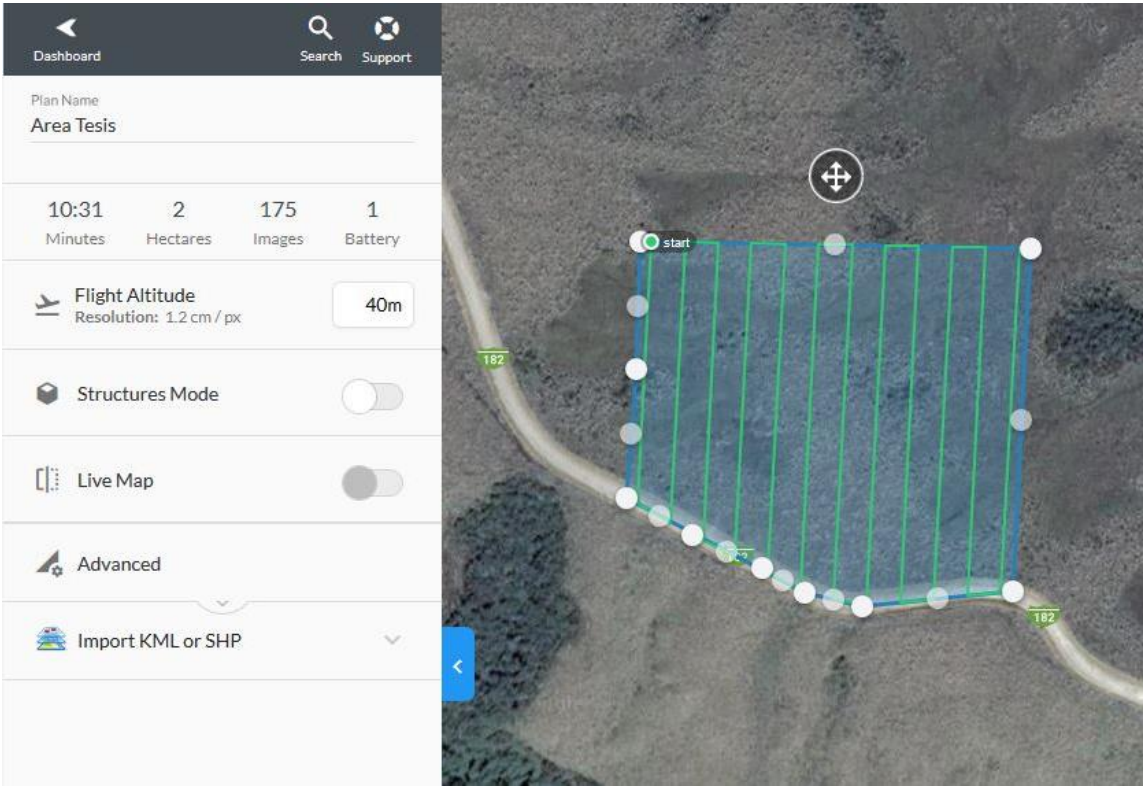 Dashboard
Search
Support
Plan Name
Area Tesis
10:31
Minutes
2
Hectares
175
Images
1
Battery
Flight Altitude
Resolution: 1.2 cm / px
40m
Structures Mode
Live Map
Advanced
Import KML or SHP
start
182
182